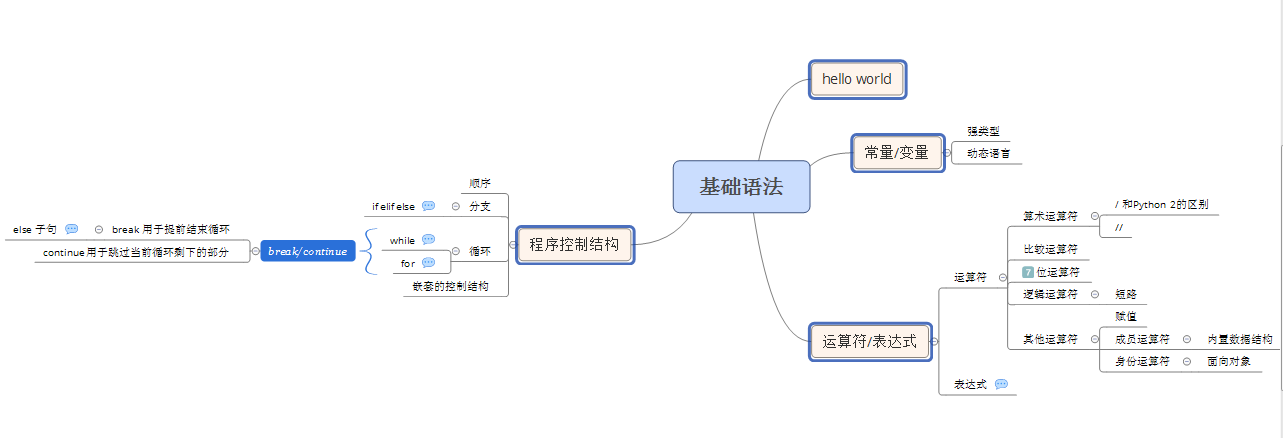 基础语法
hello world
常量/变量
强类型
动态语言
运算符/表达式
运算符
算术运算符
/ 和Python 2的区别
//
比较运算符
7 位运算符
逻辑运算符
短路
其他运算符
赋值
成员运算符
内置数据结构
身份运算符
面向对象
表达式
程序控制结构
顺序
分支
if elif else
循环
while
for
break/continue
break 用于提前结束循环
else 子句
continue 用于跳过当前循环剩下的部分
嵌套的控制结构